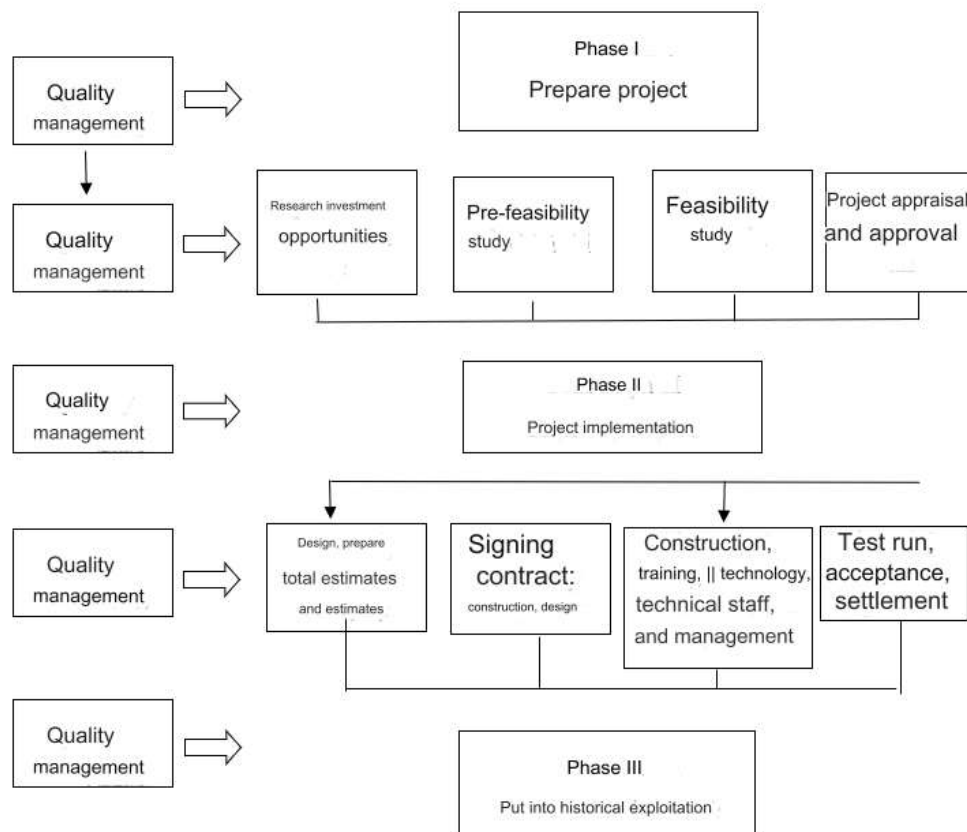 Phase I
Prepare project
Quality
management
Quality
management
Research investment
opportunities
Pre-feasibility
study
Feasibility
study
Project appraisal
and approval
Quality
management
Phase II
Project implementation
Quality
management
Design, prepare
total estimates
and estimates
Signing
contract:
construction, design
Construction,
training, || technology,
technical staff,
and management
Test run,
acceptance,
settlement
Quality
management
Phase III
Put into historical exploitation